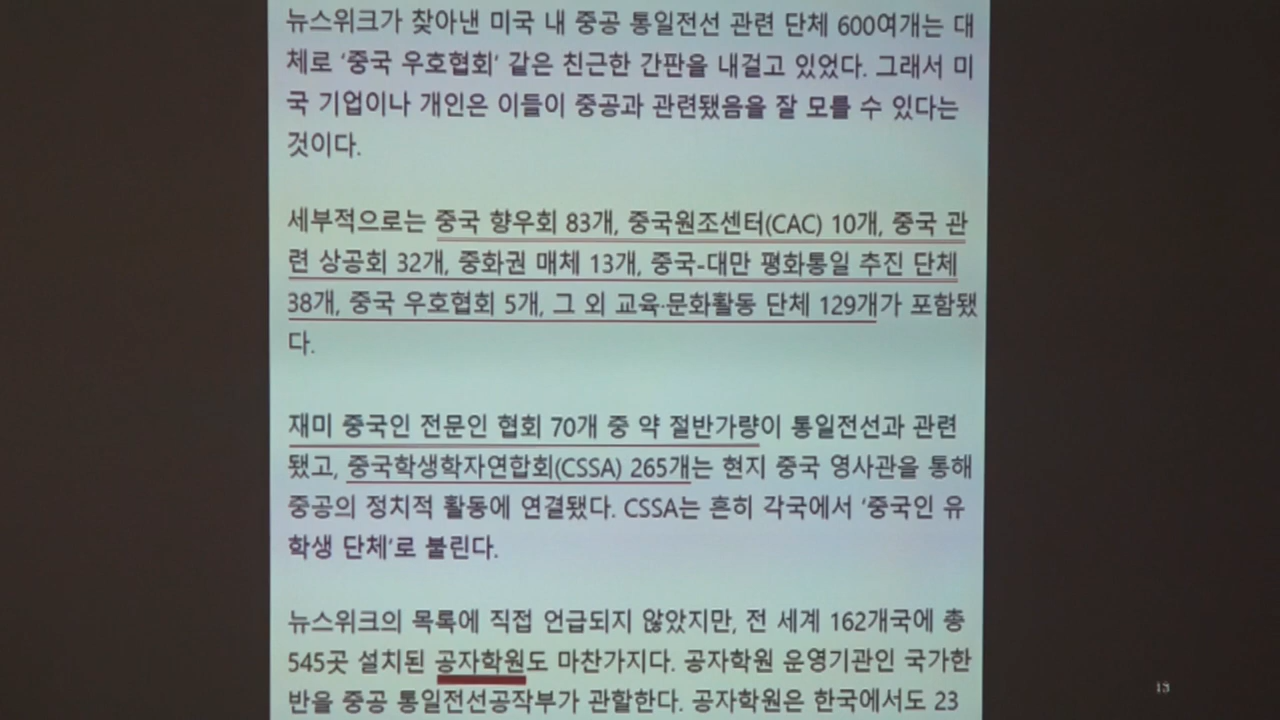 뉴스위크가 찾아낸 미국 내 중공 통일전선 관련 단체 600여개는 대
체로 '중국 우호협회' 같은 친근한 간판을 내걸고 있었다. 그래서 미
국 기업이나 개인은 이들이 중공과 관련됐음을 잘 모를 수 있다는
것이다.
세부적으로는 중국 향우회 83개, 중국원조센터(CAC) 10개, 중국 관
련 상공회 32개, 중화권 매체 13개, 중국-대만 평화통일 추진 단체
38개, 중국 우호협회 5개, 그 외 교육·문화활동 단체 129개가 포함됐
다.
재미 중국인 전문인 협회 70개 중 약 절반가량이 통일전선과 관련
됐고, 중국학생학자연합회(CSSA) 265개는 현지 중국 영사관을 통해
중공의 정치적 활동에 연결됐다. CSSA는 흔히 각국에서 '중국인 유
학생 단체'로 불린다.
뉴스위크의 목록에 직접 언급되지 않았지만, 전 세계 162개국에 총
545곳 설치된 공자학원도 마찬가지다. 공자학원 운영기관인 국가한
반을 중공 통일전선공작부가 관할한다. 공자학원은 한국에서도 23